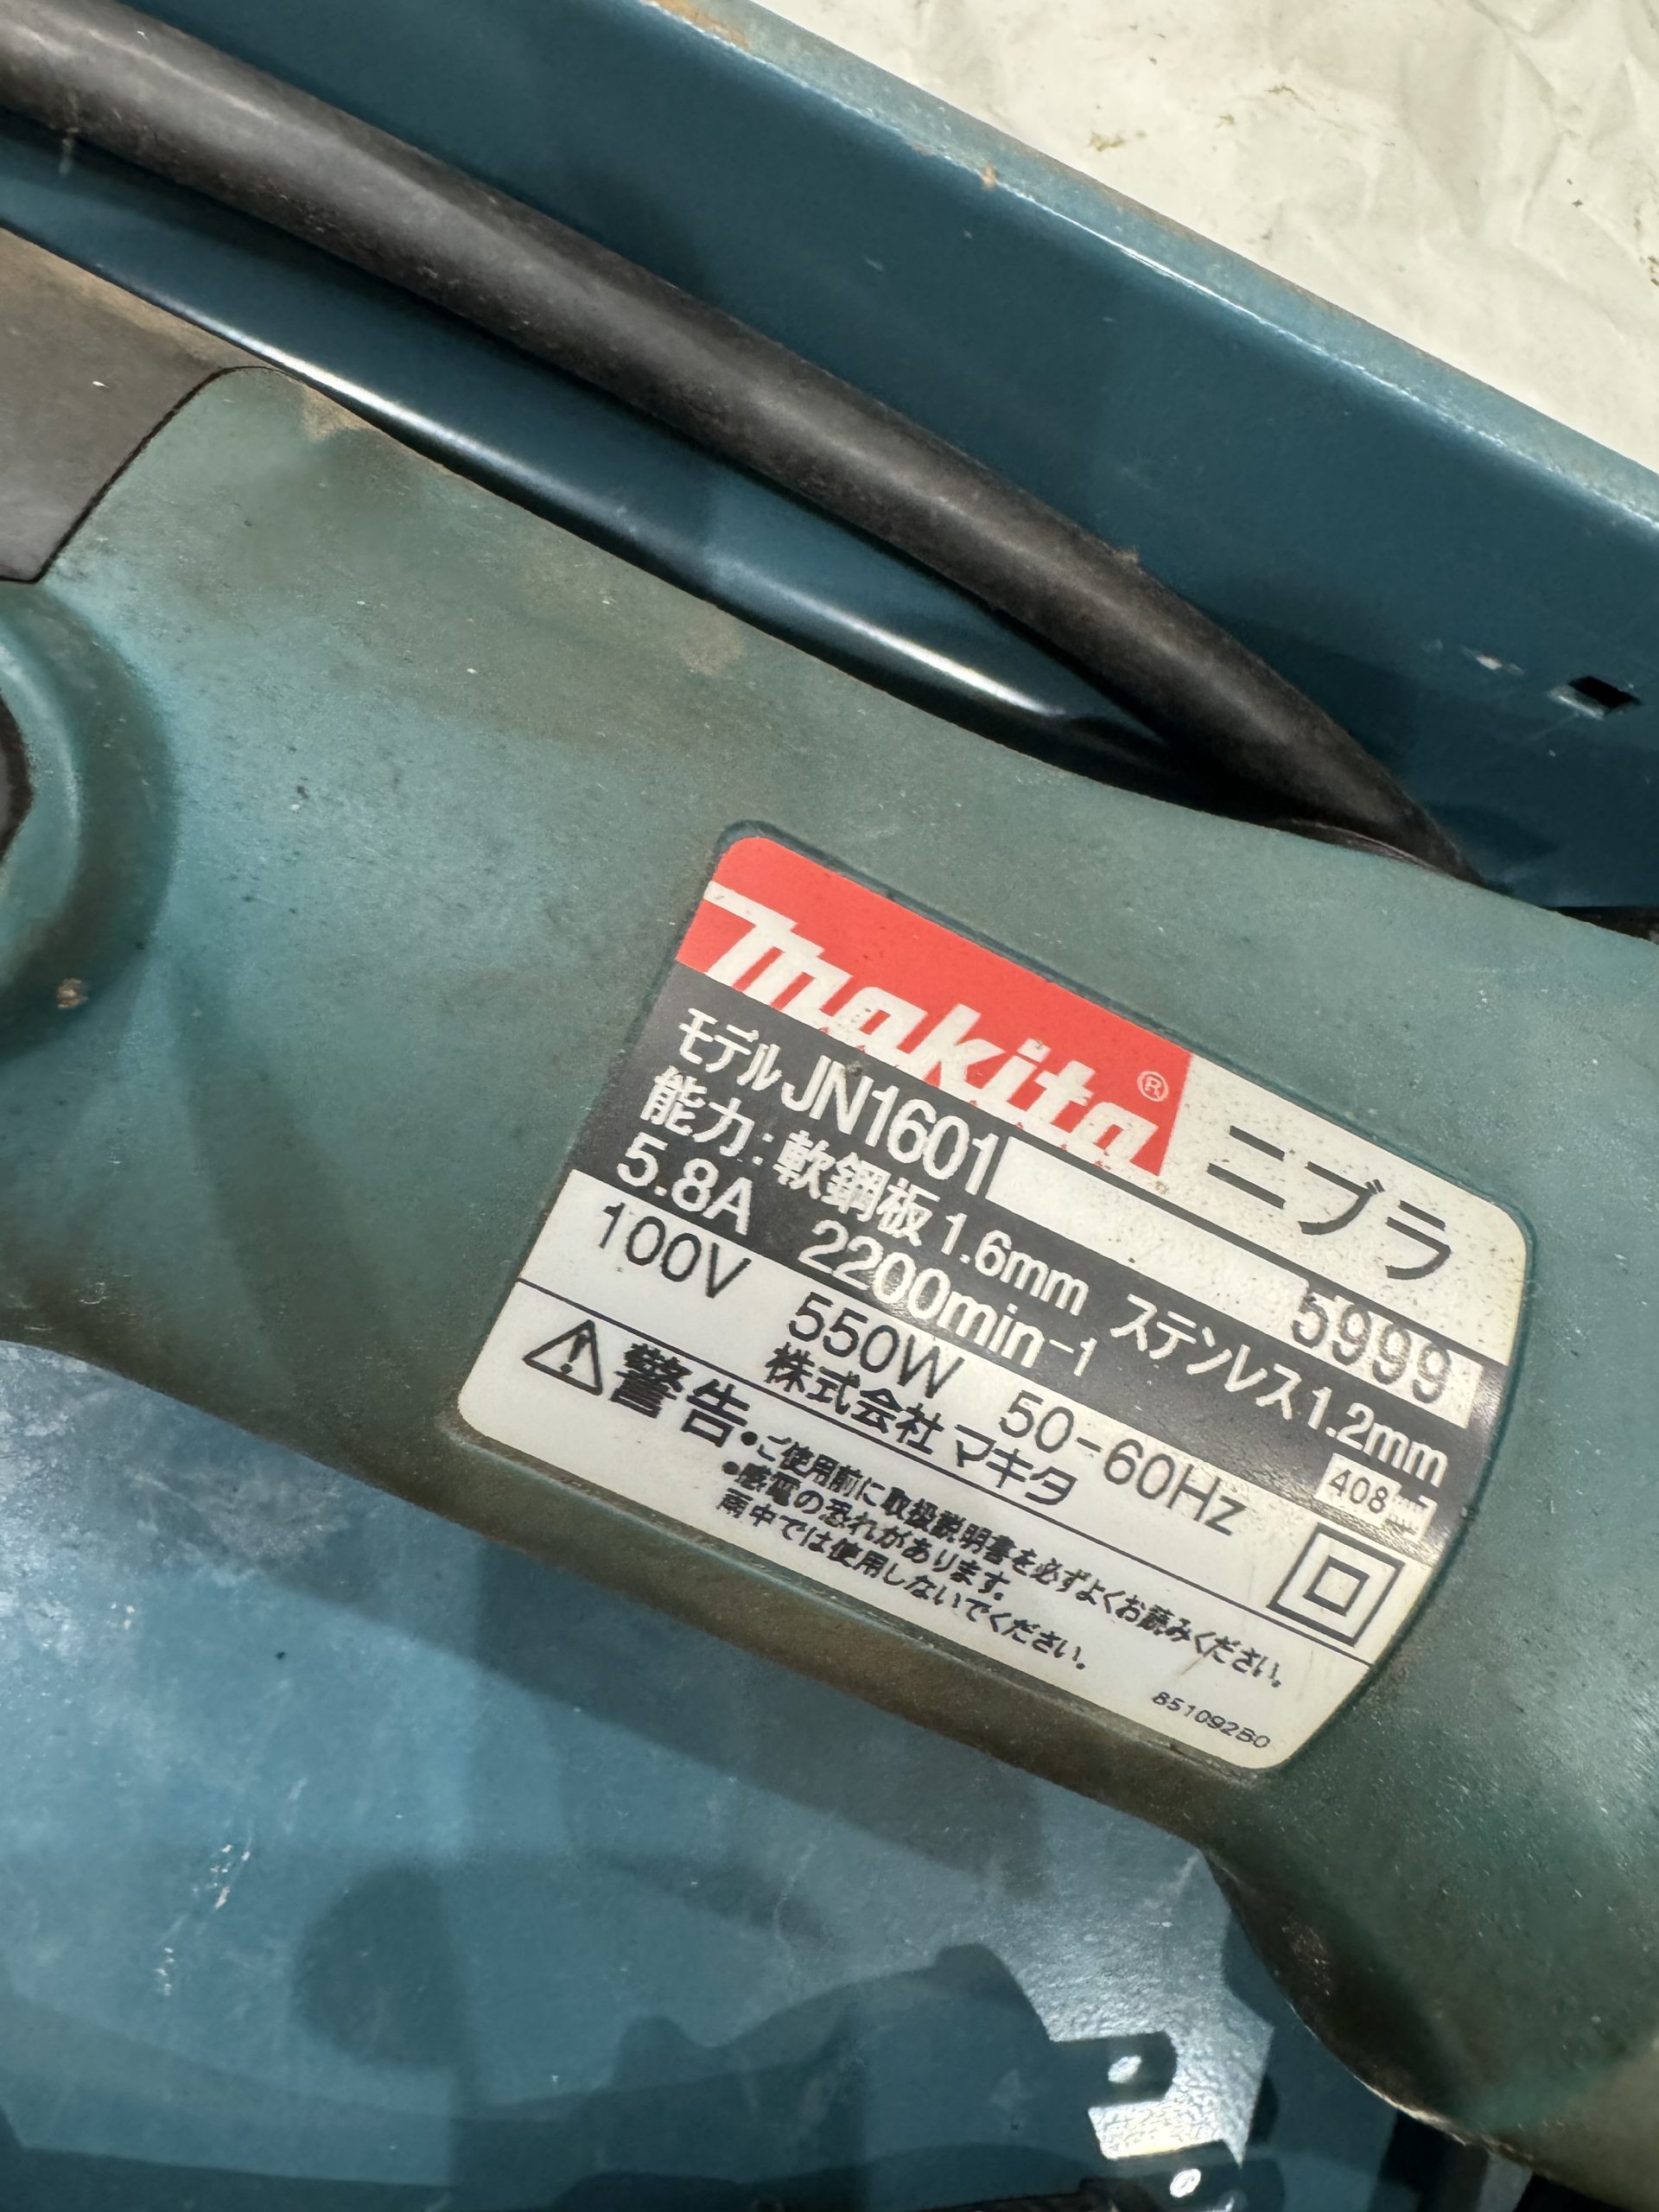 makita® ニブラ
モデル JN1601 5999
能力：軟鋼板 1.6mm ステンレス 1.2mm
5.8A 2200min⁻¹ 408
100V 550W 50-60Hz
株式会社 マキタ
警告 •ご使用前に取扱説明書を必ずよくお読みください。
•感電の恐れがあります。
雨中では使用しないでください。
851092B0